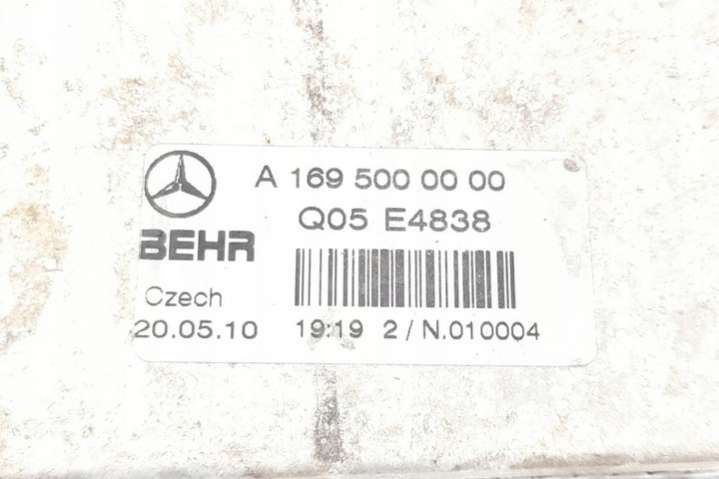 A 169 500 00 00
Q05 E4838
BEHR
Czech
20.05.10 19:19 2/N.010004